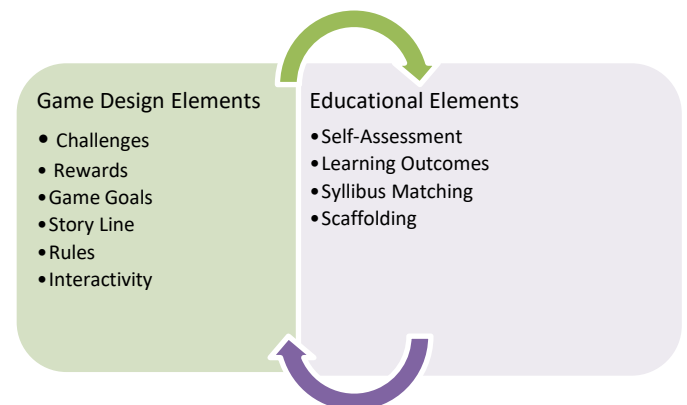 Game Design Elements
• Challenges
• Rewards
• Game Goals
• Story Line
• Rules
• Interactivity
Educational Elements
• Self-Assessment
• Learning Outcomes
• Syllibus Matching
• Scaffolding